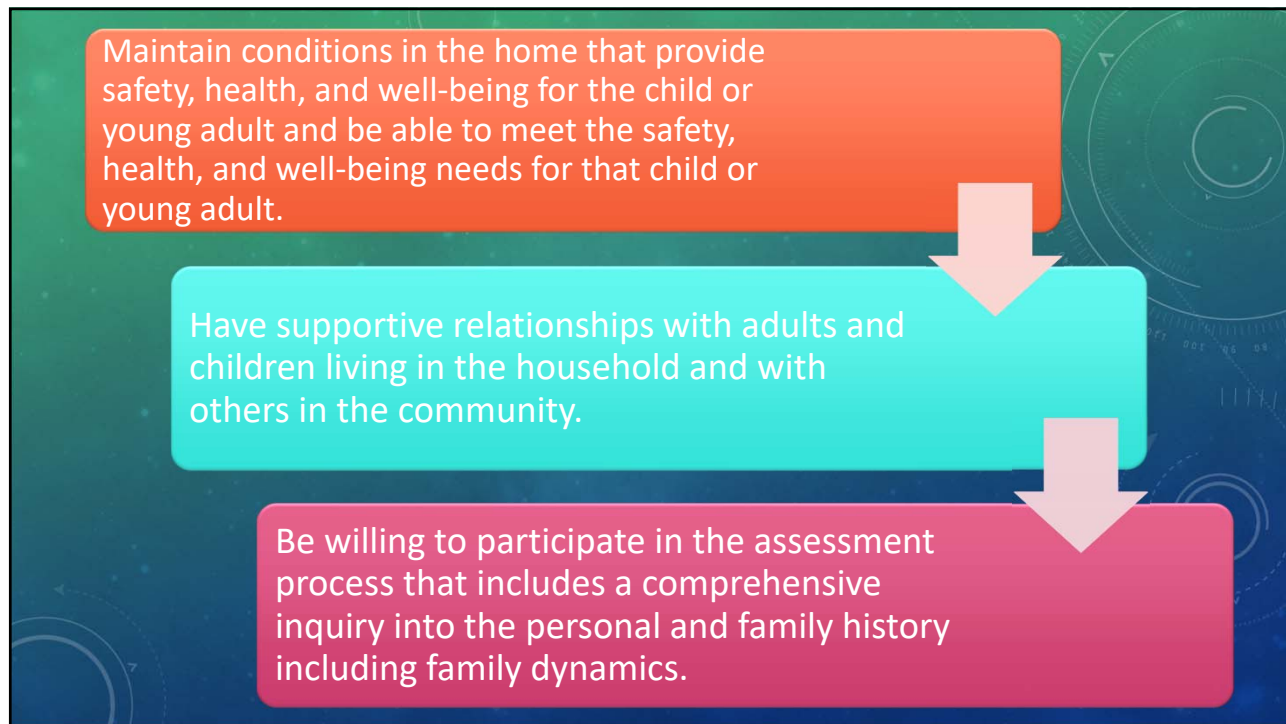 Maintain conditions in the home that provide
safety, health, and well-being for the child or
young adult and be able to meet the safety,
health, and well-being needs for that child or
young adult.
Have supportive relationships with adults and
children living in the household and with
others in the community.
Be willing to participate in the assessment
process that includes a comprehensive
inquiry into the personal and family history
including family dynamics.